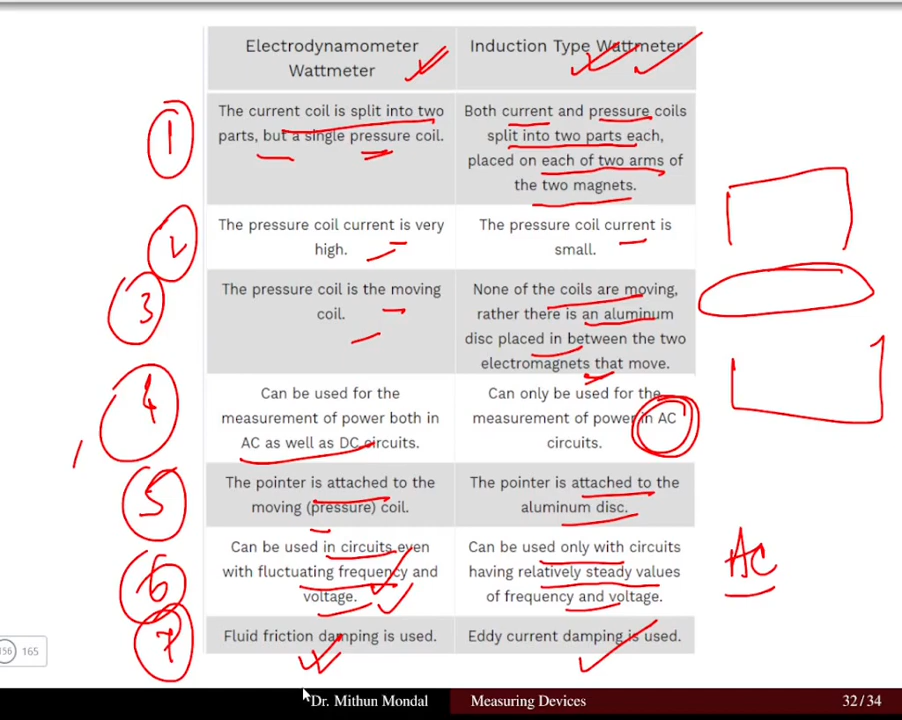 Electrodynamometer
Wattmeter
Induction Type Wattmeter
1
The current coil is split into two
parts, but a single pressure coil.
Both current and pressure coils
split into two parts each,
placed on each of two arms of
the two magnets.
2
The pressure coil current is very
high.
The pressure coil current is
small.
3
The pressure coil is the moving
coil.
None of the coils are moving,
rather there is an aluminum
disc placed in between the two
electromagnets that move.
4
Can be used for the
measurement of power both in
AC as well as DC circuits.
Can only be used for the
measurement of power in AC
circuits.
5
The pointer is attached to the
moving (pressure) coil.
The pointer is attached to the
aluminum disc.
6
Can be used in circuits even
with fluctuating frequency and
voltage.
Can be used only with circuits
having relatively steady values
of frequency and voltage.
AC
7
Fluid friction damping is used.
Eddy current damping is used.
156 165
Dr. Mithun Mondal
Measuring Devices
32/34